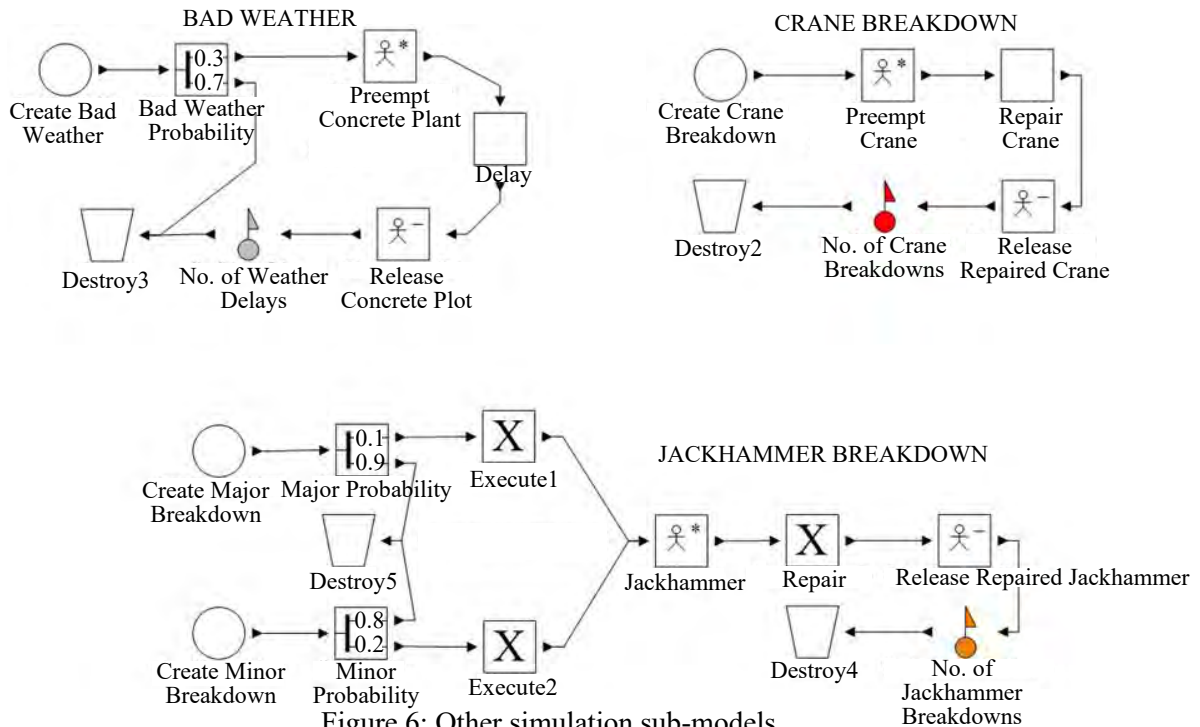 BAD WEATHER
0.3
0.7
*
Create Bad
Weather
Bad Weather
Probability
Preempt
Concrete Plant
Delay
Destroy3
No. of Weather
Delays
Release
Concrete Plot
CRANE BREAKDOWN
*
Create Crane
Breakdown
Preempt
Crane
Repair
Crane
Destroy2
No. of Crane
Breakdowns
Release
Repaired Crane
JACKHAMMER BREAKDOWN
0.1
0.9
X
Create Major
Breakdown
Major Probability
Execute1
Destroy5
*
X
Jackhammer
Repair
Release Repaired Jackhammer
0.8
0.2
X
Create Minor
Breakdown
Minor
Probability
Execute2
Destroy4
No. of
Jackhammer
Breakdowns
Figure 6: Other simulation sub-models